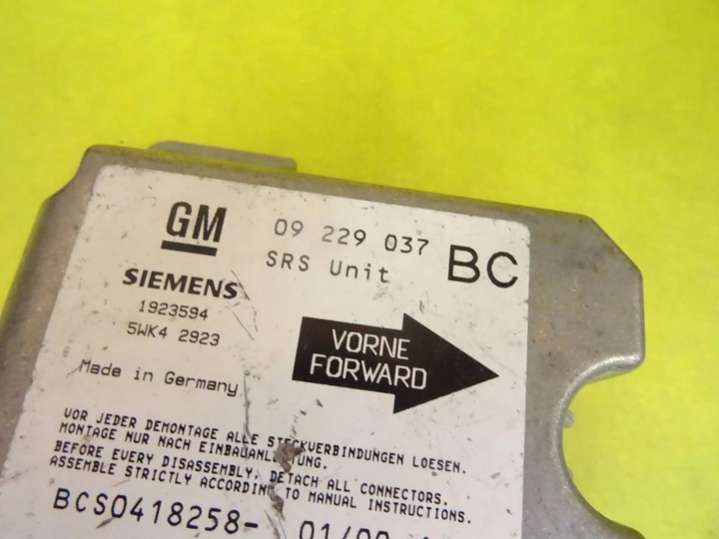 GM 09 229 037 BC
SRS Unit
SIEMENS
1923594
5WK4 2923
VORNE
FORWARD
Made in Germany
VOR JEDER DEMONTAGE ALLE STECKVERBINDUNGEN LOESEN.
MONTAGE NUR NACH EINBAUANLEITUNG.
BEFORE EVERY DISASSEMBLY, DETACH ALL CONNECTORS.
ASSEMBLE STRICTLY ACCORDING TO MANUAL INSTRUCTIONS.
BCS0418258-